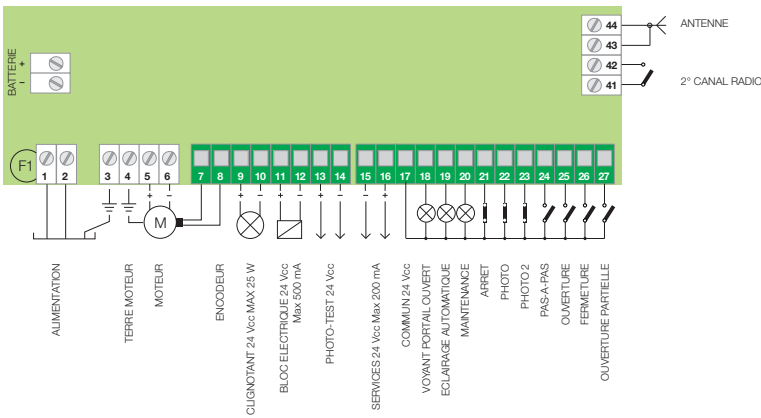 44 ANTENNE
43
42
41 2° CANAL RADIO
BATTERIE + –
F1
1 2 3 4 5 6 7 8 9 10 11 12 13 14 15 16 17 18 19 20 21 22 23 24 25 26 27
+ – + – + – + – – +
M
ALIMENTATION
TERRE MOTEUR
MOTEUR
ENCODEUR
CLIGNOTANT 24 Vcc MAX 25 W
BLOC ELECTRIQUE 24 Vcc
Max 500 mA
PHOTO-TEST 24 Vcc
SERVICES 24 Vcc Max 200 mA
COMMUN 24 Vcc
VOYANT PORTAIL OUVERT
ECLAIRAGE AUTOMATIQUE
MAINTENANCE
ARRET
PHOTO
PHOTO 2
PAS-A-PAS
OUVERTURE
FERMETURE
OUVERTURE PARTIELLE